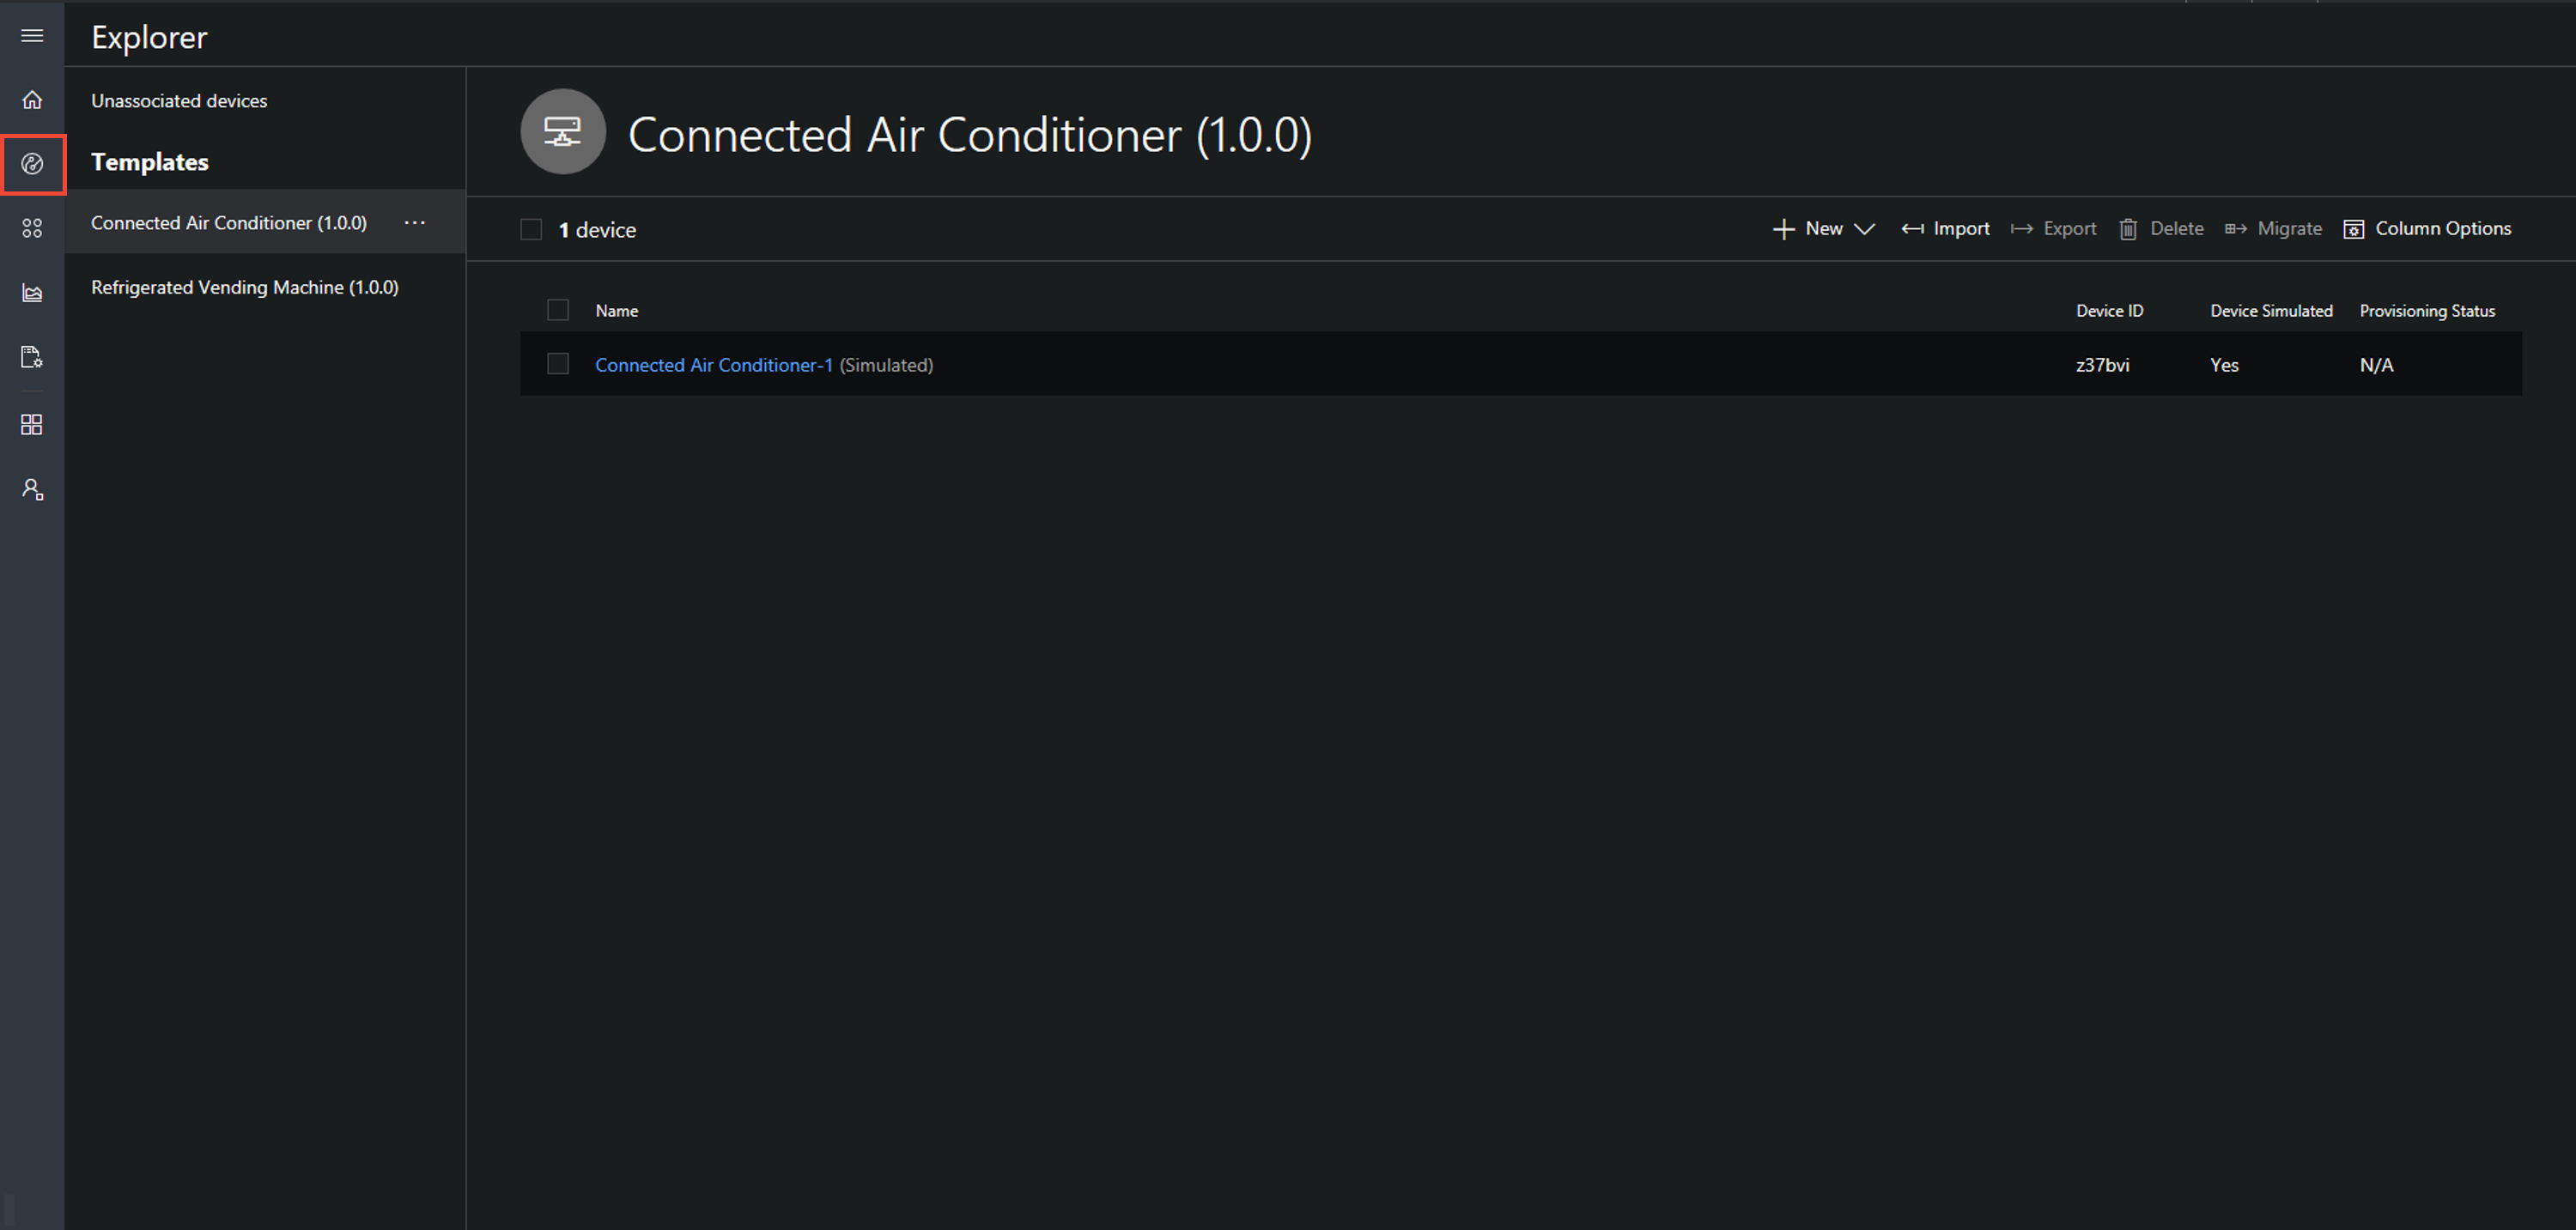 Explorer
Unassociated devices
Templates
Connected Air Conditioner (1.0.0) ...
Refrigerated Vending Machine (1.0.0)
Connected Air Conditioner (1.0.0)
1 device
New Import Export Delete Migrate Column Options
Name Device ID Device Simulated Provisioning Status
Connected Air Conditioner-1 (Simulated) z37bvi Yes N/A